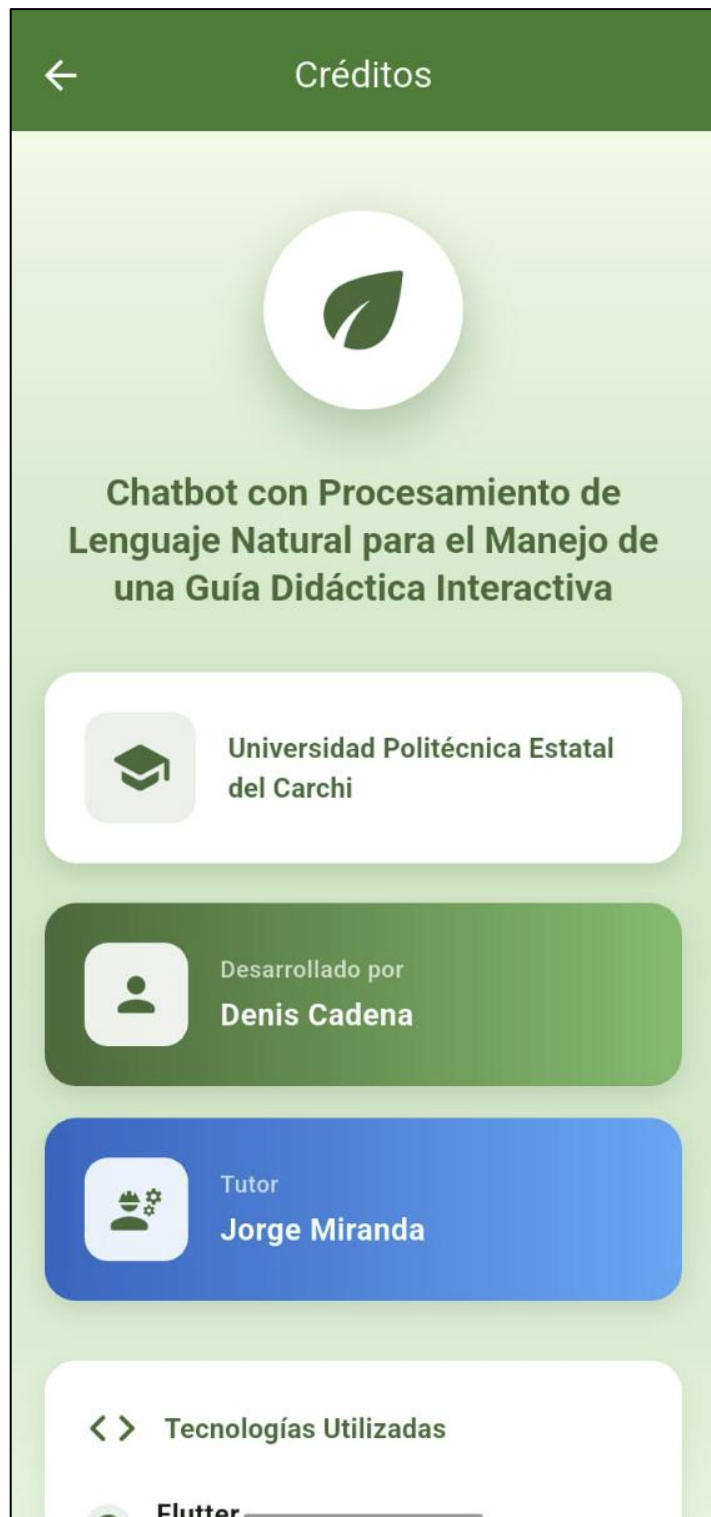 Créditos
Chatbot con Procesamiento de
Lenguaje Natural para el Manejo de
una Guía Didáctica Interactiva
Universidad Politécnica Estatal
del Carchi
Desarrollado por
Denis Cadena
Tutor
Jorge Miranda
Tecnologías Utilizadas
Flutter